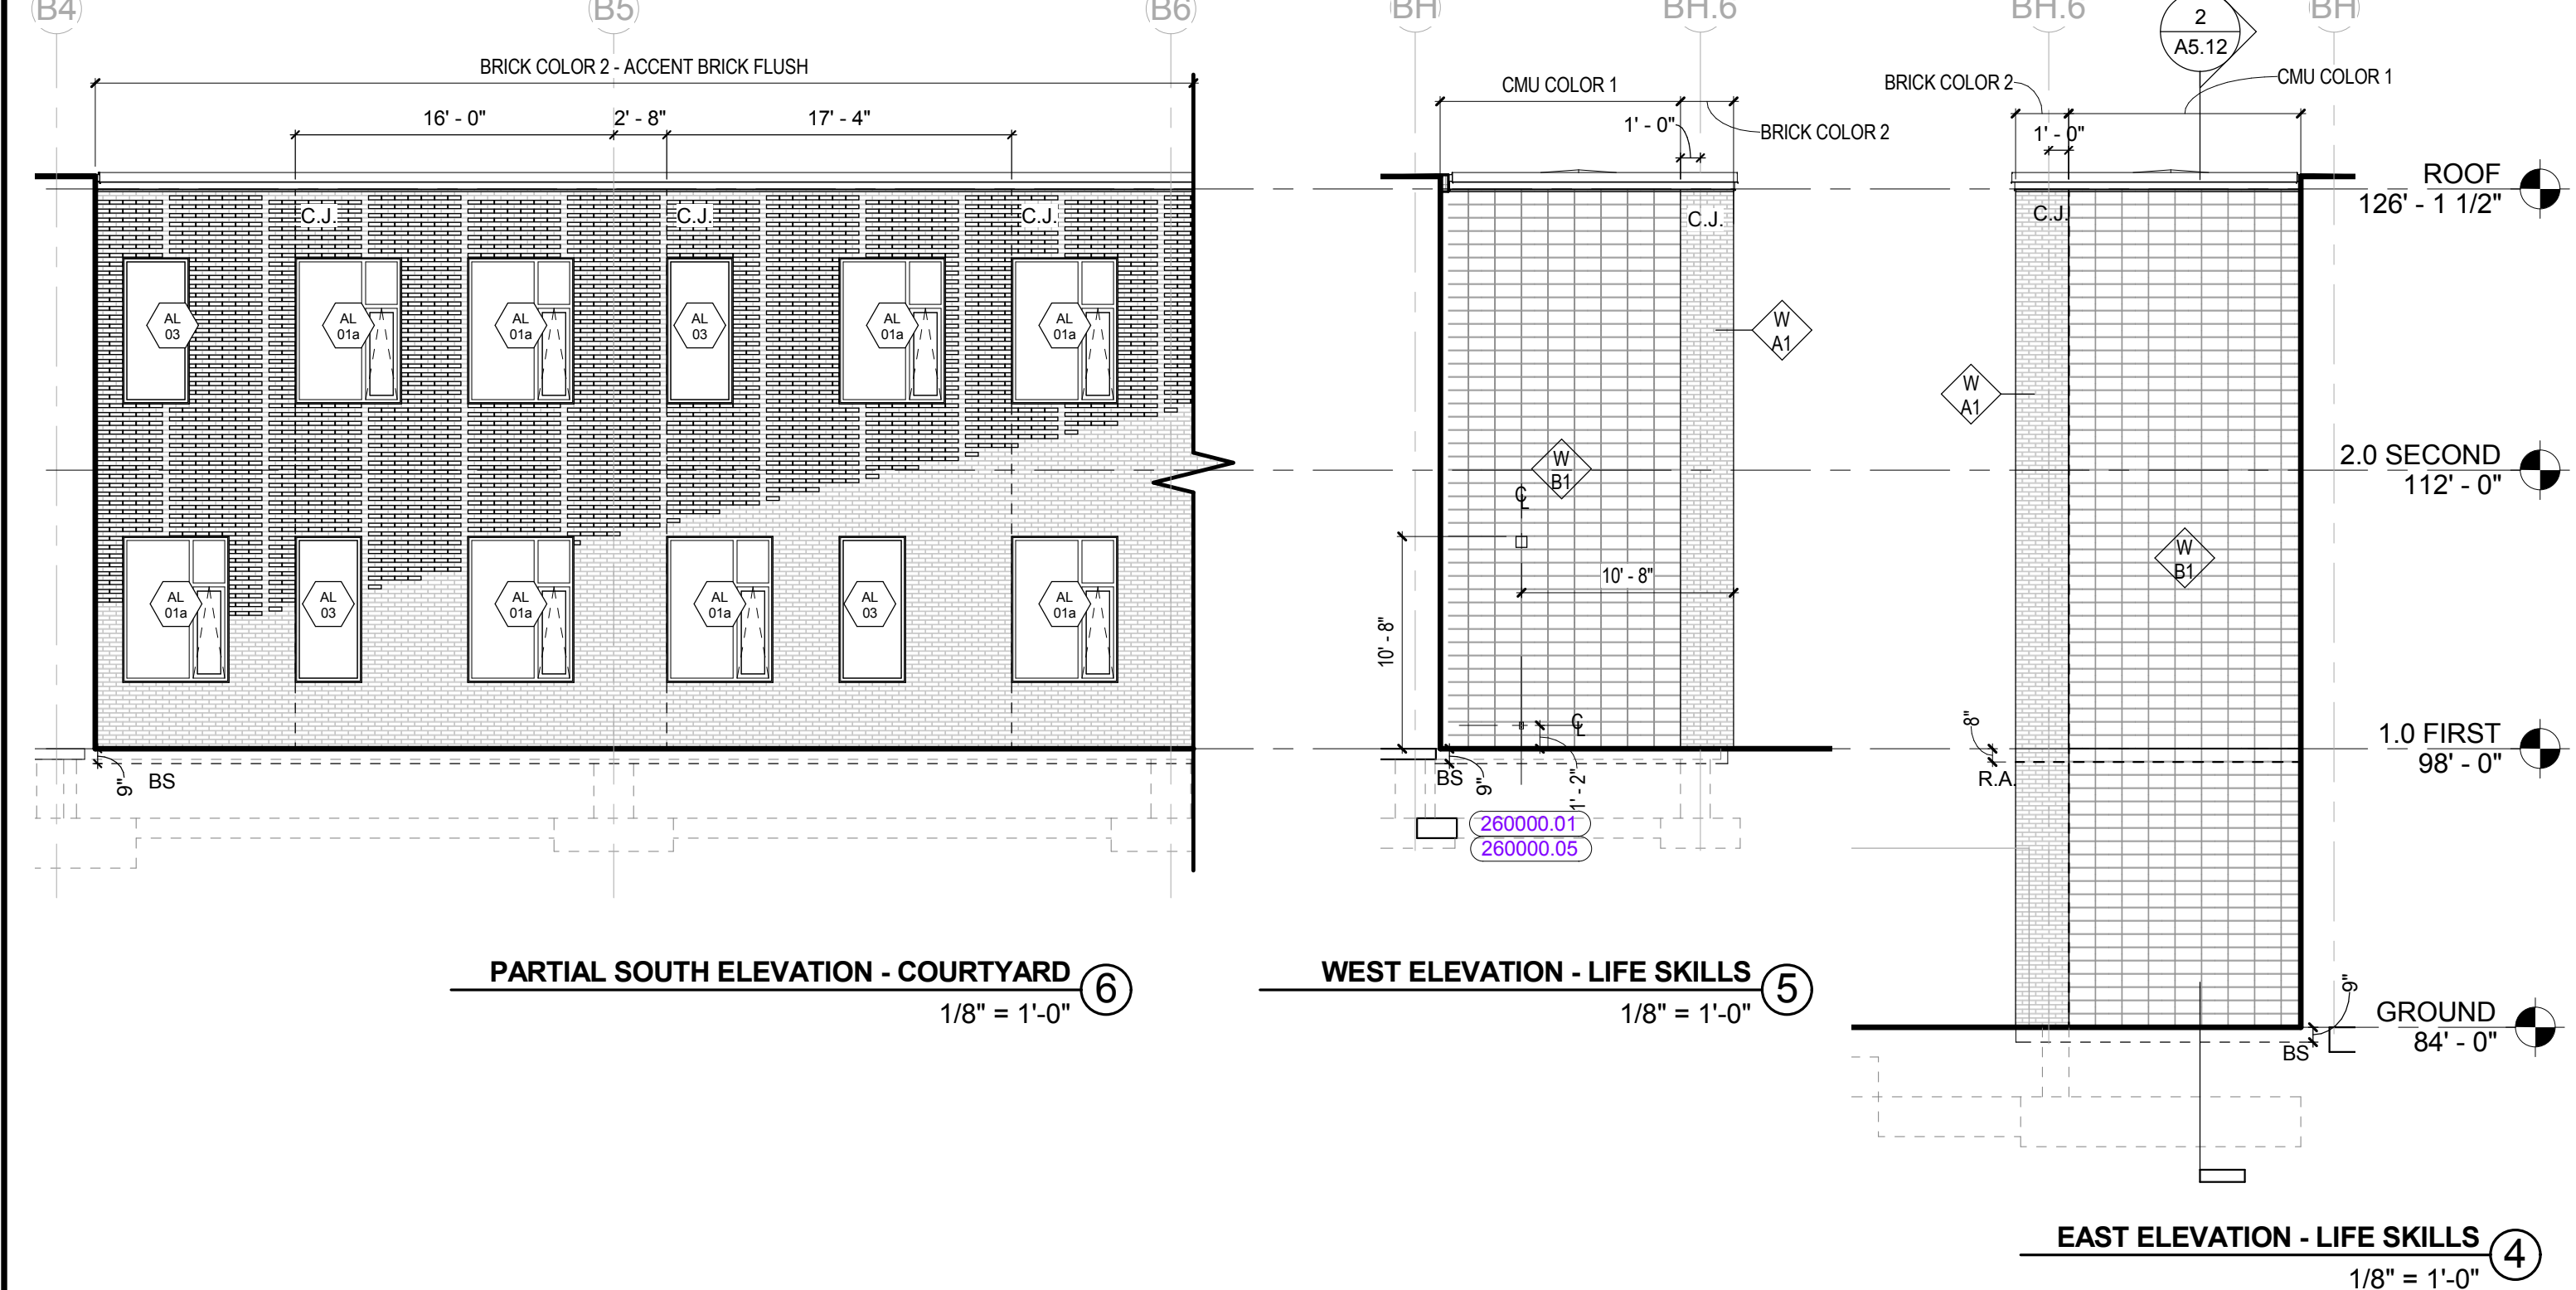 B4
B5
B6
BH
BH.6
BH.6
BH
2
A5.12
BRICK COLOR 2 - ACCENT BRICK FLUSH
16' - 0"
2' - 8"
17' - 4"
C.J.
C.J.
C.J.
AL
03
AL
01a
AL
01a
AL
03
AL
01a
AL
01a
AL
01a
AL
03
AL
01a
AL
01a
AL
03
AL
01a
9"
BS
PARTIAL SOUTH ELEVATION - COURTYARD
6
1/8" = 1'-0"
CMU COLOR 1
1' - 0"
BRICK COLOR 2
C.J.
W
A1
W
B1
CL
10' - 8"
10' - 8"
CL
BS
9"
1' - 2"
260000.01
260000.05
WEST ELEVATION - LIFE SKILLS
5
1/8" = 1'-0"
BRICK COLOR 2
CMU COLOR 1
1' - 0"
C.J.
W
A1
W
B1
8"
R.A.
9"
BS
ROOF
126' - 1 1/2"
2.0 SECOND
112' - 0"
1.0 FIRST
98' - 0"
GROUND
84' - 0"
EAST ELEVATION - LIFE SKILLS
4
1/8" = 1'-0"